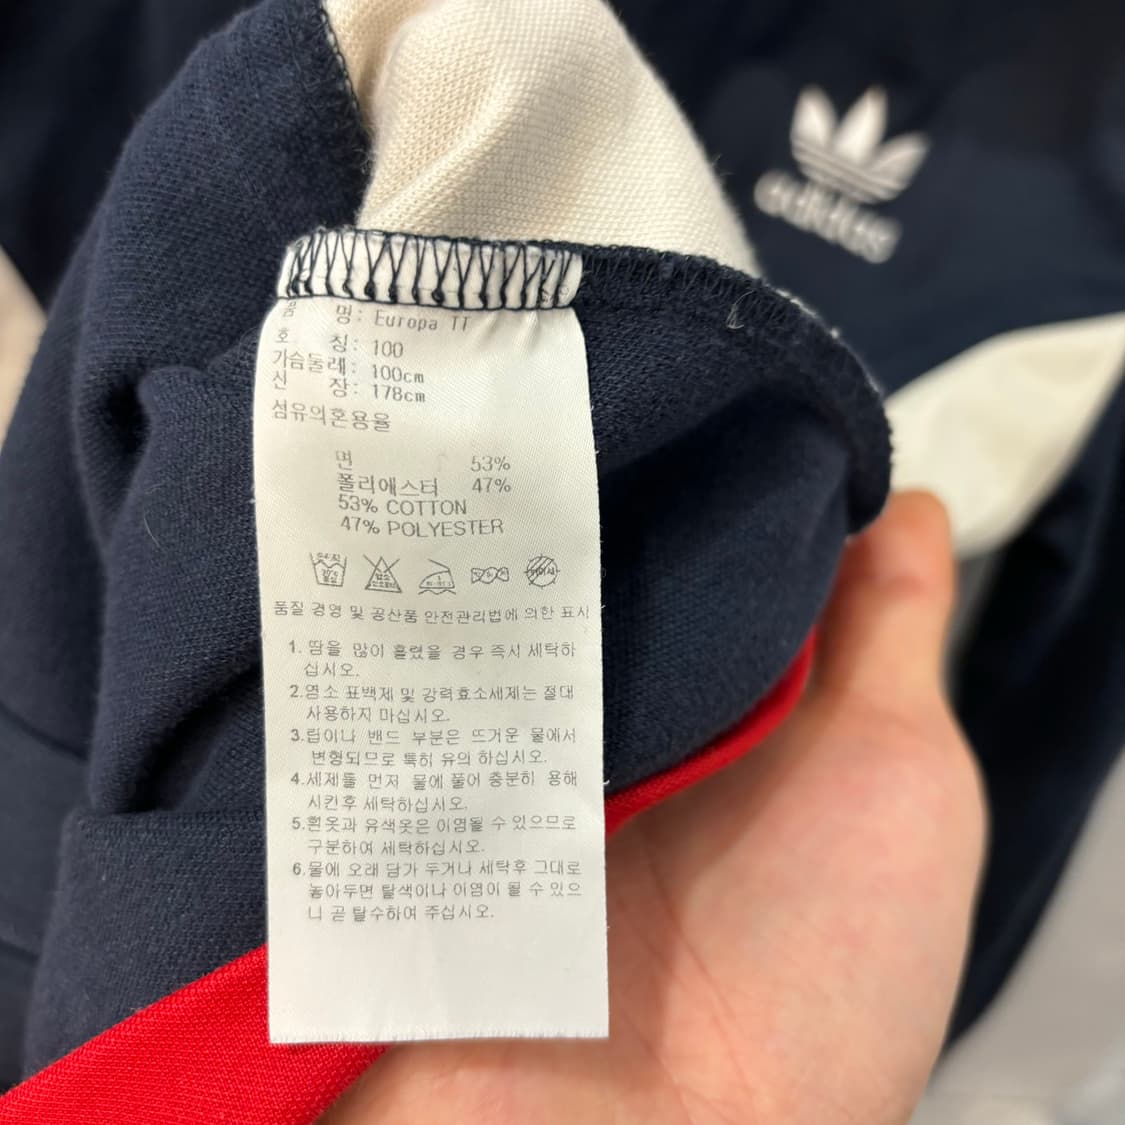 adidas
품 명: Europa TT
호 칭: 100
가슴둘레: 100cm
신 장: 178cm
섬유의혼용율
면 53%
폴리에스터 47%
53% COTTON
47% POLYESTER
품질 경영 및 공산품 안전관리법에 의한 표시
1. 땀을 많이 흘렸을 경우 즉시 세탁하
십시오.
2.염소 표백제 및 강력효소세제는 절대
사용하지 마십시오.
3.립이나 밴드 부분은 뜨거운 물에서
변형되므로 특히 유의 하십시오.
4.세제를 먼저 물에 풀어 충분히 용해
시킨후 세탁하십시오.
5.흰옷과 유색옷은 이염될 수 있으므로
구분하여 세탁하십시오.
6.물에 오래 담가 두거나 세탁후 그대로
놓아두면 탈색이나 이염이 될 수 있으
니 곧 탈수하여 주십시오.